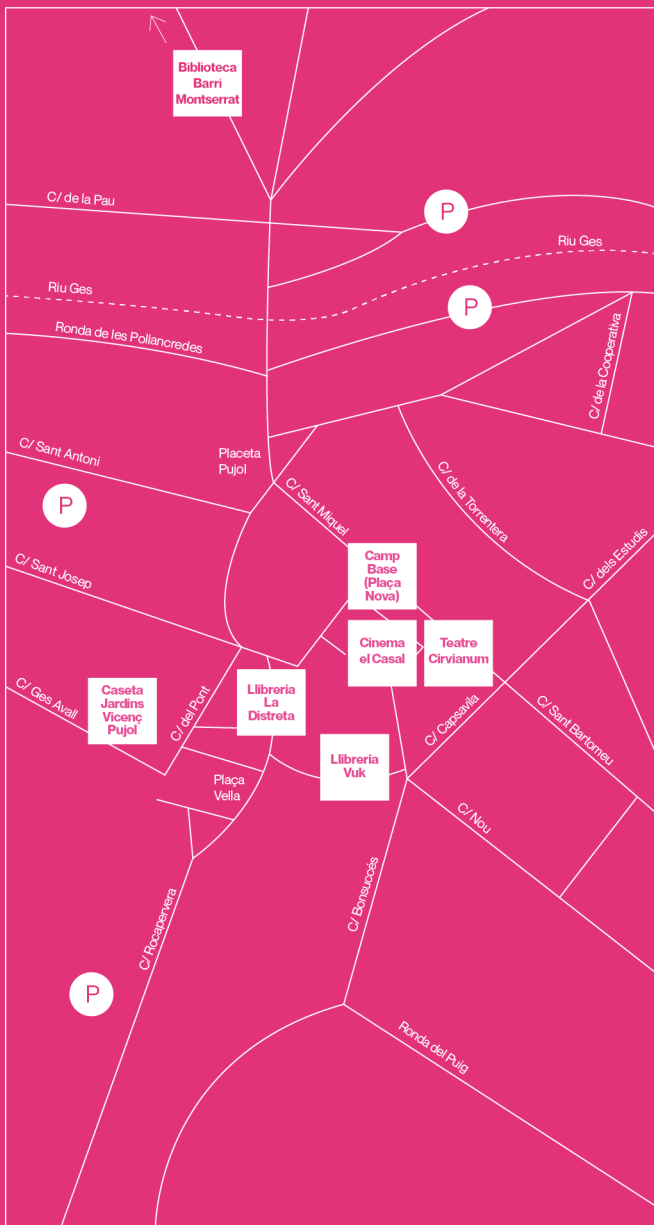 Biblioteca
Barri
Montserrat
C/ de la Pau
P
Riu Ges
Riu Ges
P
Ronda de les Pollancredes
C/ de la Cooperativa
Placeta
Pujol
C/ Sant Antoni
P
C/ Sant Miquel
C/ de la Torrentera
C/ dels Estudis
C/ Sant Josep
Camp
Base
(Plaça
Nova)
Cinema
el Casal
Teatre
Cirvianum
C/ Ges Avall
Caseta
Jardins
Vicenç
Pujol
C/ del Pont
Llibreria
La
Distreta
C/ Capsavila
C/ Sant Bartomeu
Llibreria
Vuk
Plaça
Vella
C/ Nou
C/ Bonsuccés
C/ Rocapervera
P
Ronda del Puig